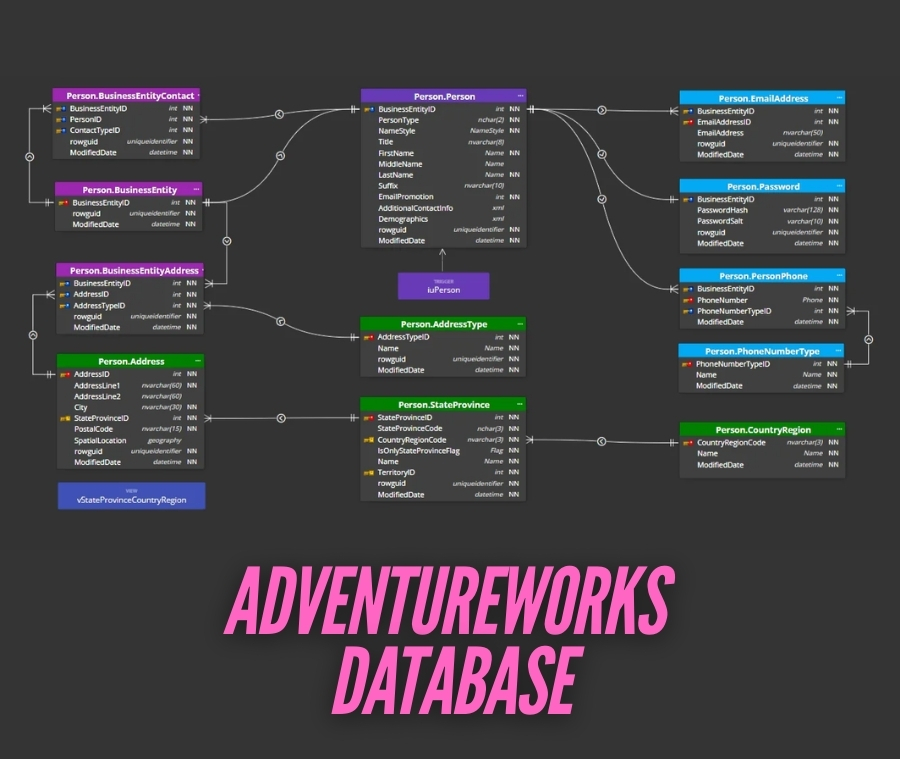 Person.BusinessEntityContact
BusinessEntityID int NN
PersonID int NN
ContactTypeID int NN
rowguid uniqueidentifier NN
ModifiedDate datetime NN
Person.BusinessEntity
BusinessEntityID int NN
rowguid uniqueidentifier NN
ModifiedDate datetime NN
Person.BusinessEntityAddress
BusinessEntityID int NN
AddressID int NN
AddressTypeID int NN
rowguid uniqueidentifier NN
ModifiedDate datetime NN
Person.Address
AddressID int NN
AddressLine1 nvarchar(60) NN
AddressLine2 nvarchar(60)
City nvarchar(30) NN
StateProvinceID int NN
PostalCode nvarchar(15) NN
SpatialLocation geography
rowguid uniqueidentifier NN
ModifiedDate datetime NN
VIEW
vStateProvinceCountryRegion
Person.Person
BusinessEntityID int NN
PersonType nchar(2) NN
NameStyle NameStyle NN
Title nvarchar(8)
FirstName Name NN
MiddleName Name
LastName Name NN
Suffix nvarchar(10)
EmailPromotion int NN
AdditionalContactInfo xml
Demographics xml
rowguid uniqueidentifier NN
ModifiedDate datetime NN
TRIGGER
iuPerson
Person.AddressType
AddressTypeID int NN
Name Name NN
rowguid uniqueidentifier NN
ModifiedDate datetime NN
Person.StateProvince
StateProvinceID int NN
StateProvinceCode nchar(3) NN
CountryRegionCode nvarchar(3) NN
IsOnlyStateProvinceFlag Flag NN
Name Name NN
TerritoryID int NN
rowguid uniqueidentifier NN
ModifiedDate datetime NN
Person.EmailAddress
BusinessEntityID int NN
EmailAddressID int NN
EmailAddress nvarchar(50)
rowguid uniqueidentifier NN
ModifiedDate datetime NN
Person.Password
BusinessEntityID int NN
PasswordHash varchar(128) NN
PasswordSalt varchar(10) NN
rowguid uniqueidentifier NN
ModifiedDate datetime NN
Person.PersonPhone
BusinessEntityID int NN
PhoneNumber Phone NN
PhoneNumberTypeID int NN
ModifiedDate datetime NN
Person.PhoneNumberType
PhoneNumberTypeID int NN
Name Name NN
ModifiedDate datetime NN
Person.CountryRegion
CountryRegionCode nvarchar(3) NN
Name Name NN
ModifiedDate datetime NN
ADVENTUREWORKS
DATABASE